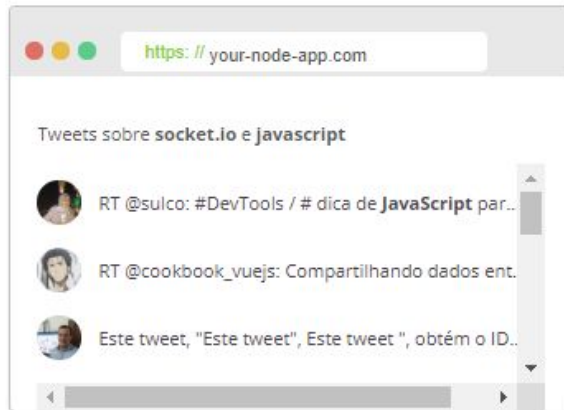 https: // your-node-app.com
Tweets sobre socket.io e javascript
RT @sulco: #DevTools / # dica de JavaScript par..
RT @cookbook_vuejs: Compartilhando dados ent.
Este tweet, "Este tweet", Este tweet ", obtém o ID..